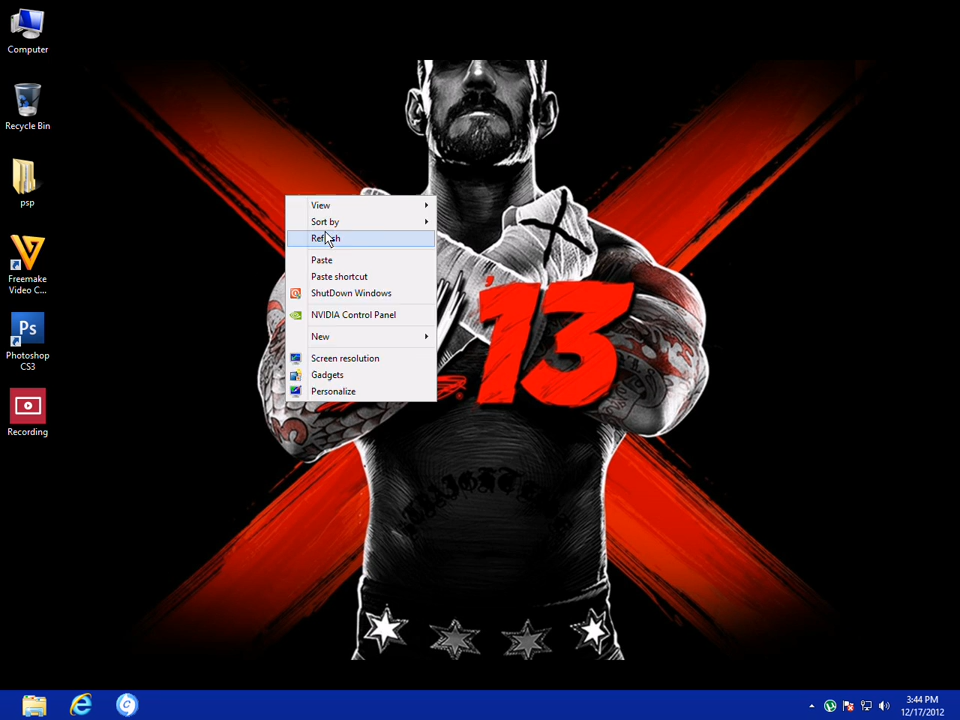 Computer
Recycle Bin
psp
Freemake
Video C...
Ps
Photoshop
CS3
Recording
View
Sort by
Refresh
Paste
Paste shortcut
ShutDown Windows
NVIDIA Control Panel
New
Screen resolution
Gadgets
Personalize
'13
3:44 PM
12/17/2012